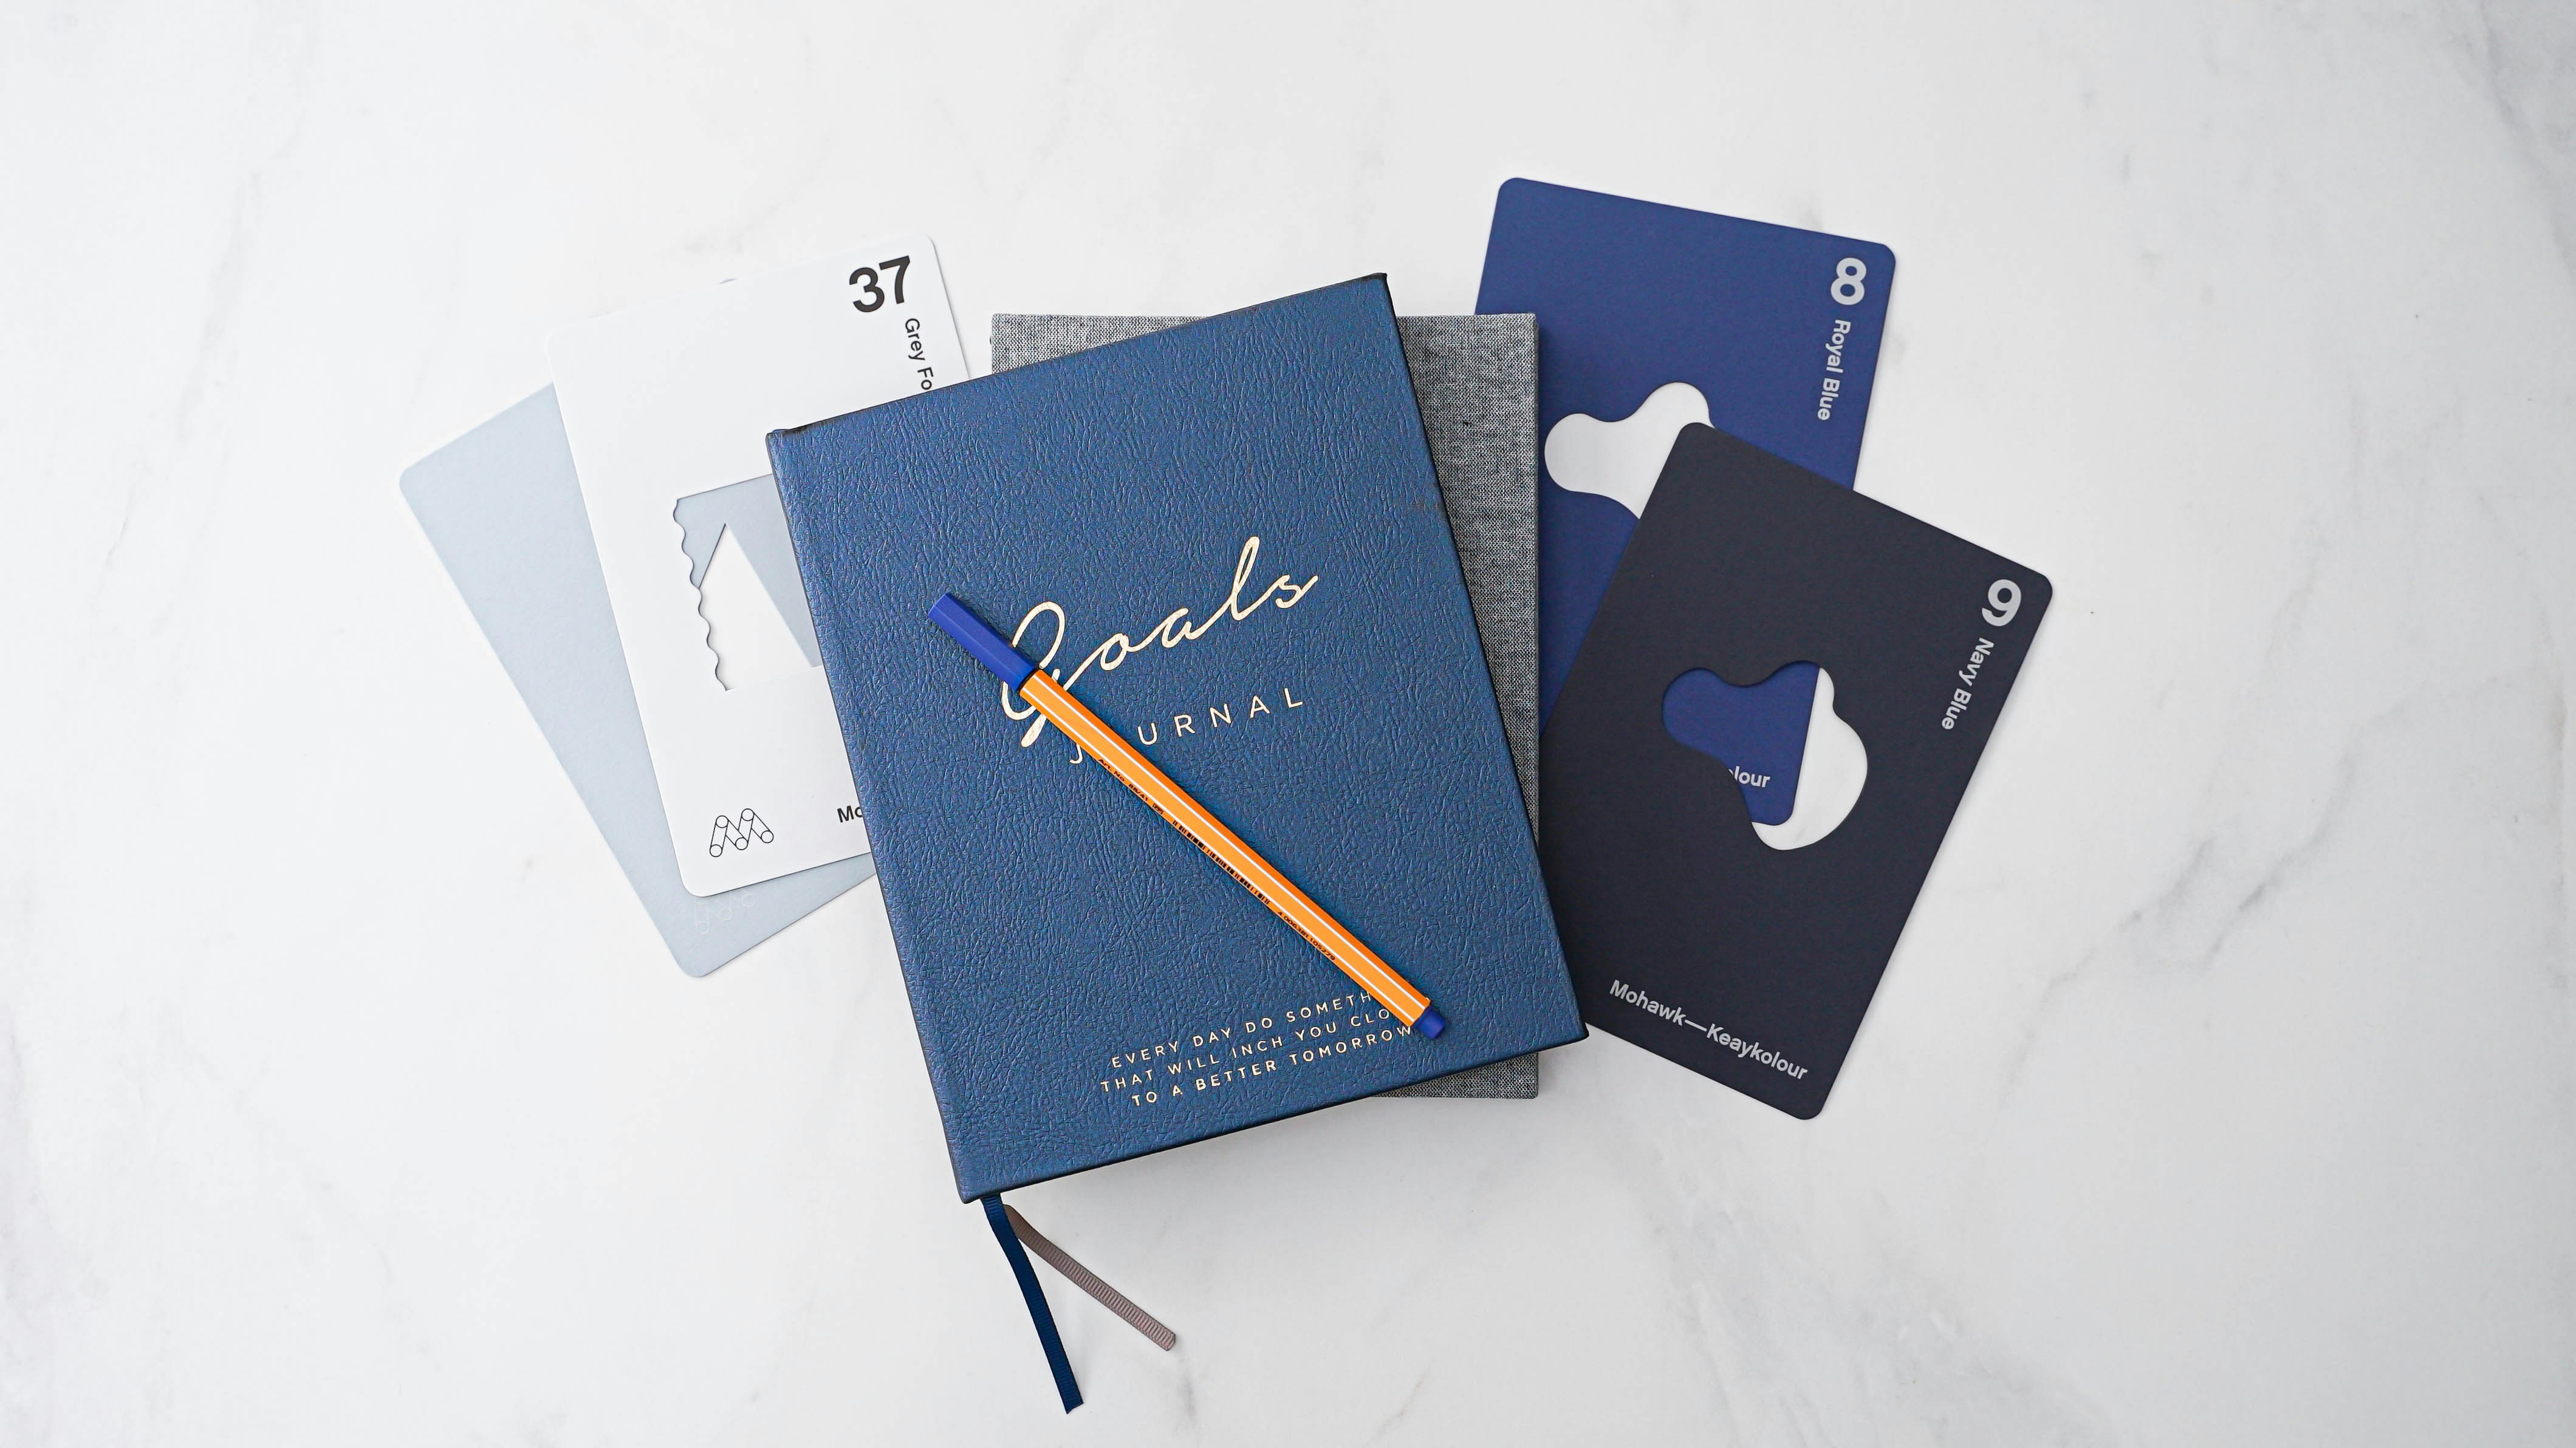 37
Grey Fo
Mo
Goals
JOURNAL
EVERY DAY DO SOMETH
THAT WILL INCH YOU CLO
TO A BETTER TOMORROW
8
Royal Blue
9
Navy Blue
lour
Mohawk—Keaykolour